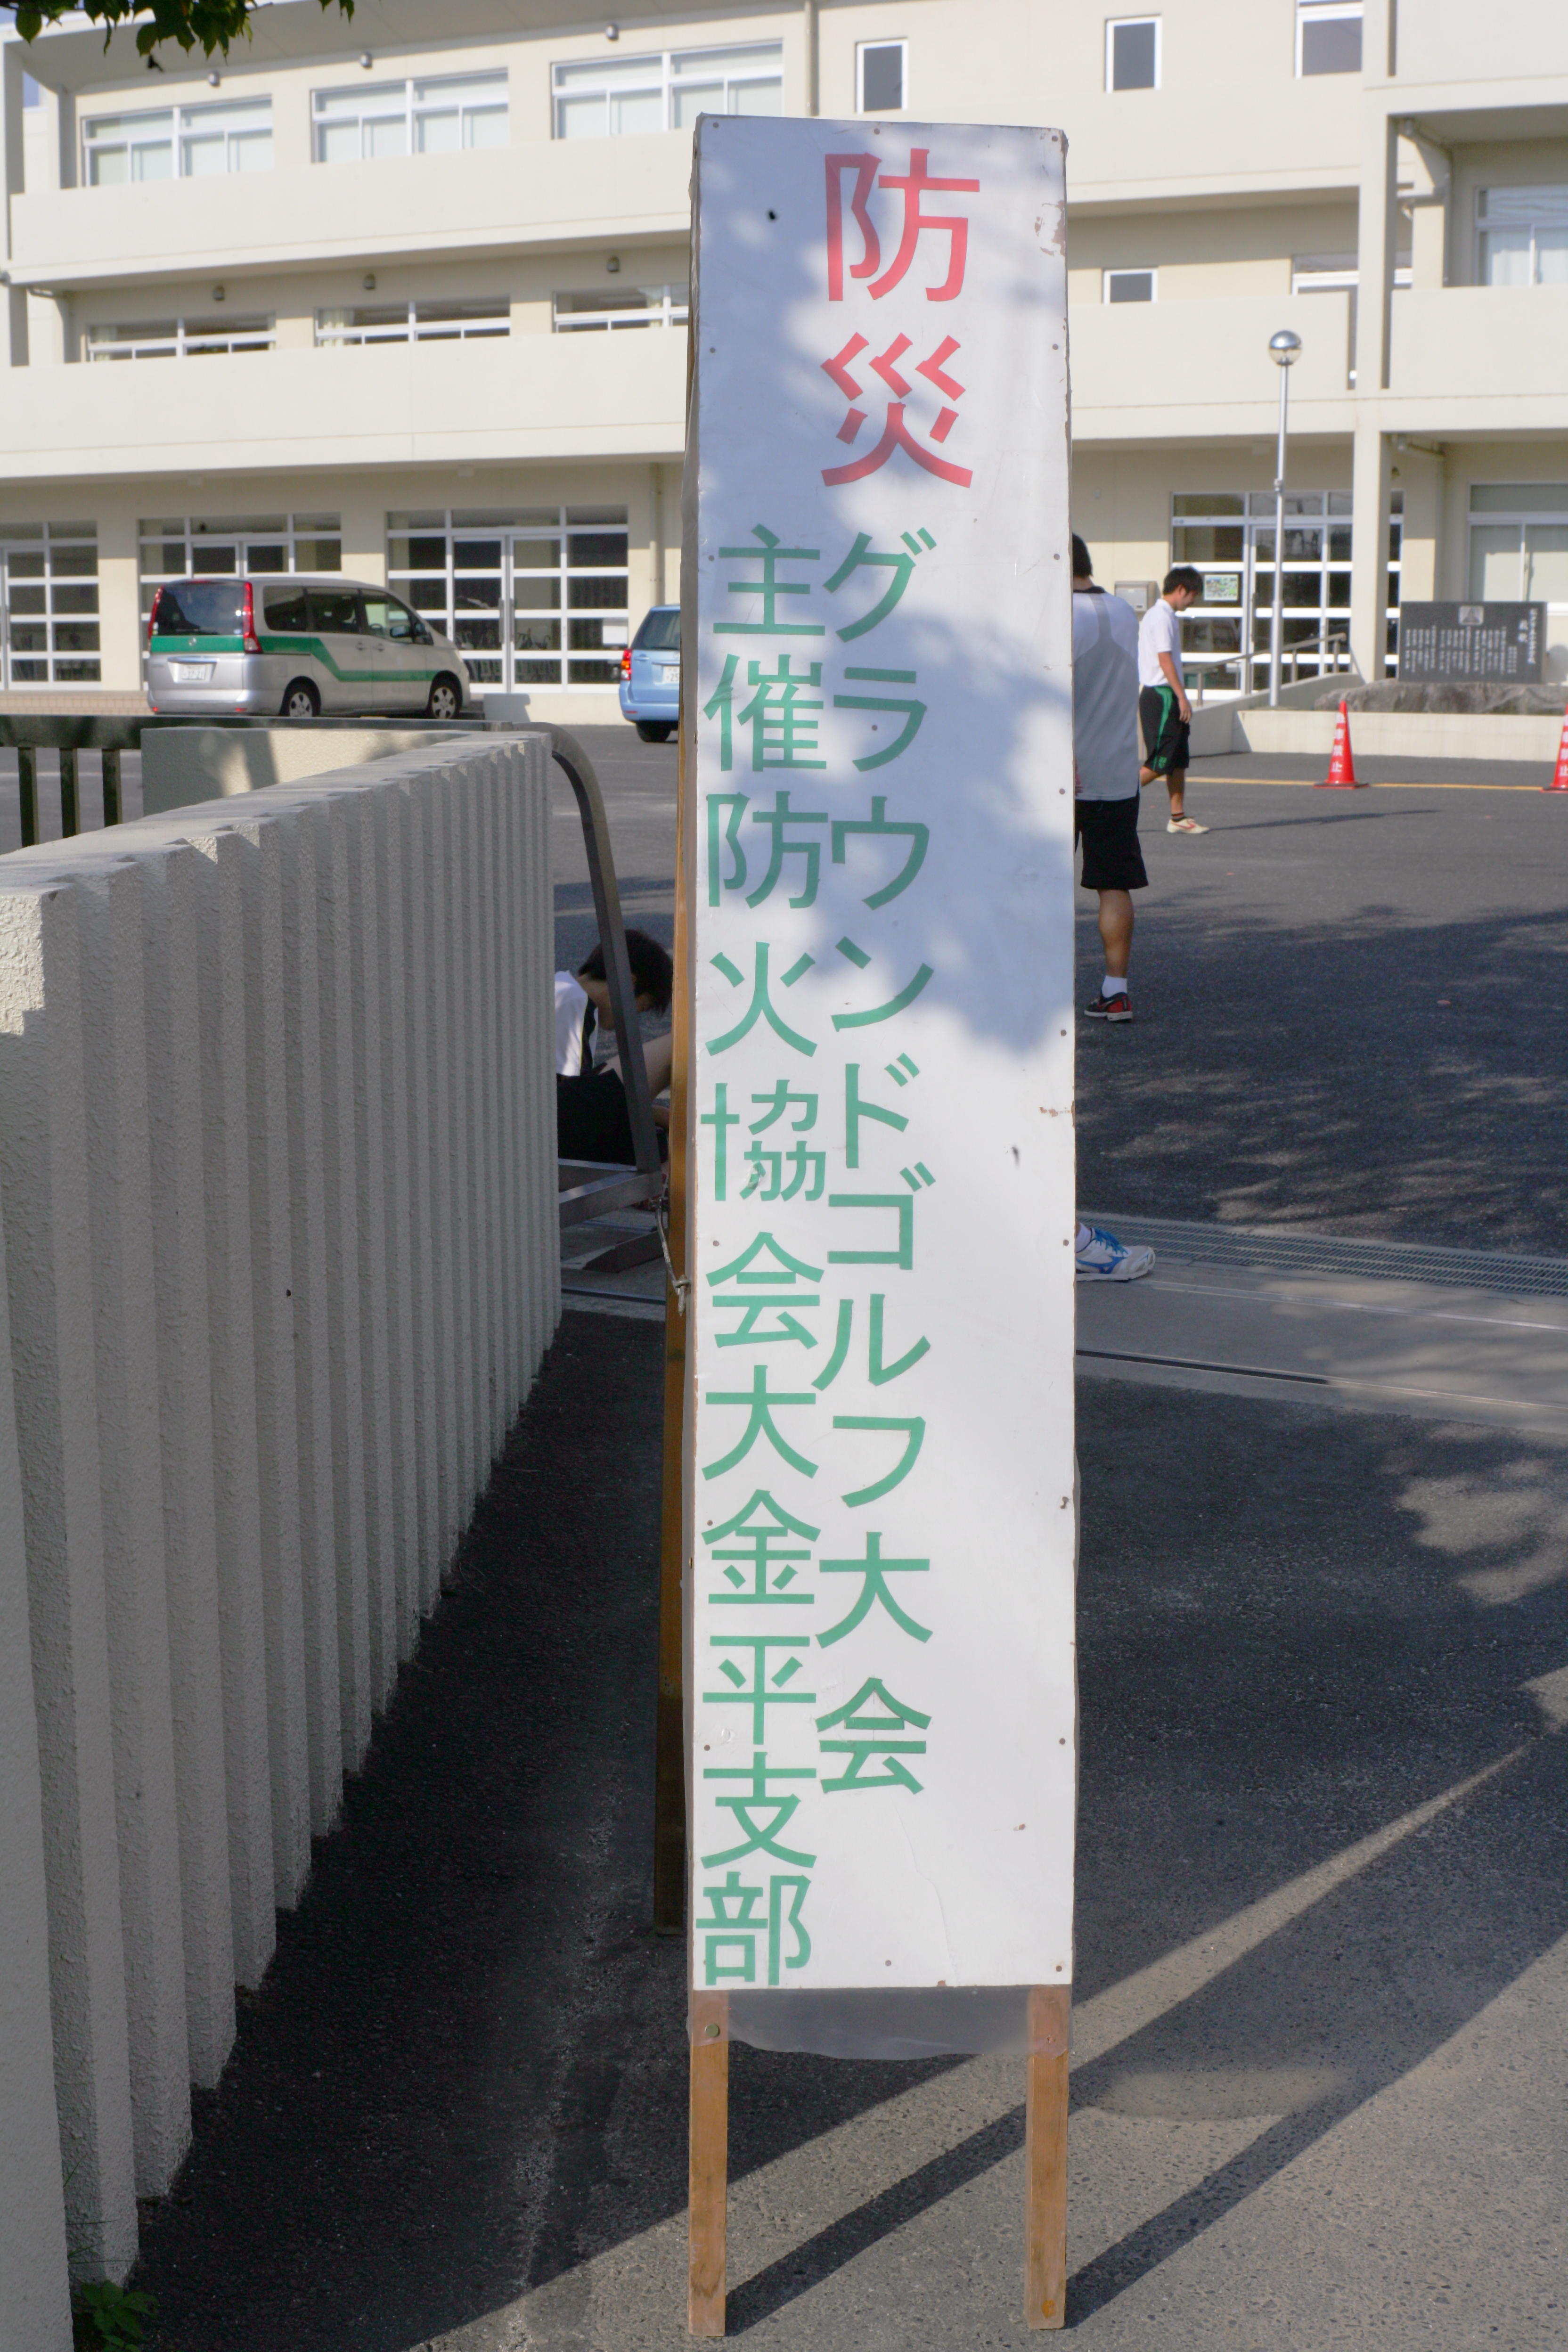 防災
グラウンドゴルフ大会
主催防火協会大金平支部